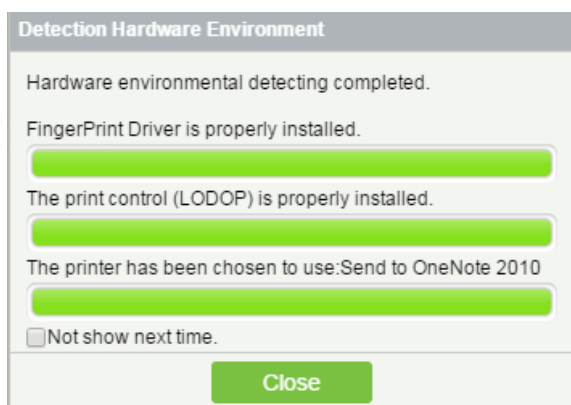 Detection Hardware Environment
Hardware environmental detecting completed.
FingerPrint Driver is properly installed.
The print control (LODOP) is properly installed.
The printer has been chosen to use:Send to OneNote 2010
Not show next time.
Close